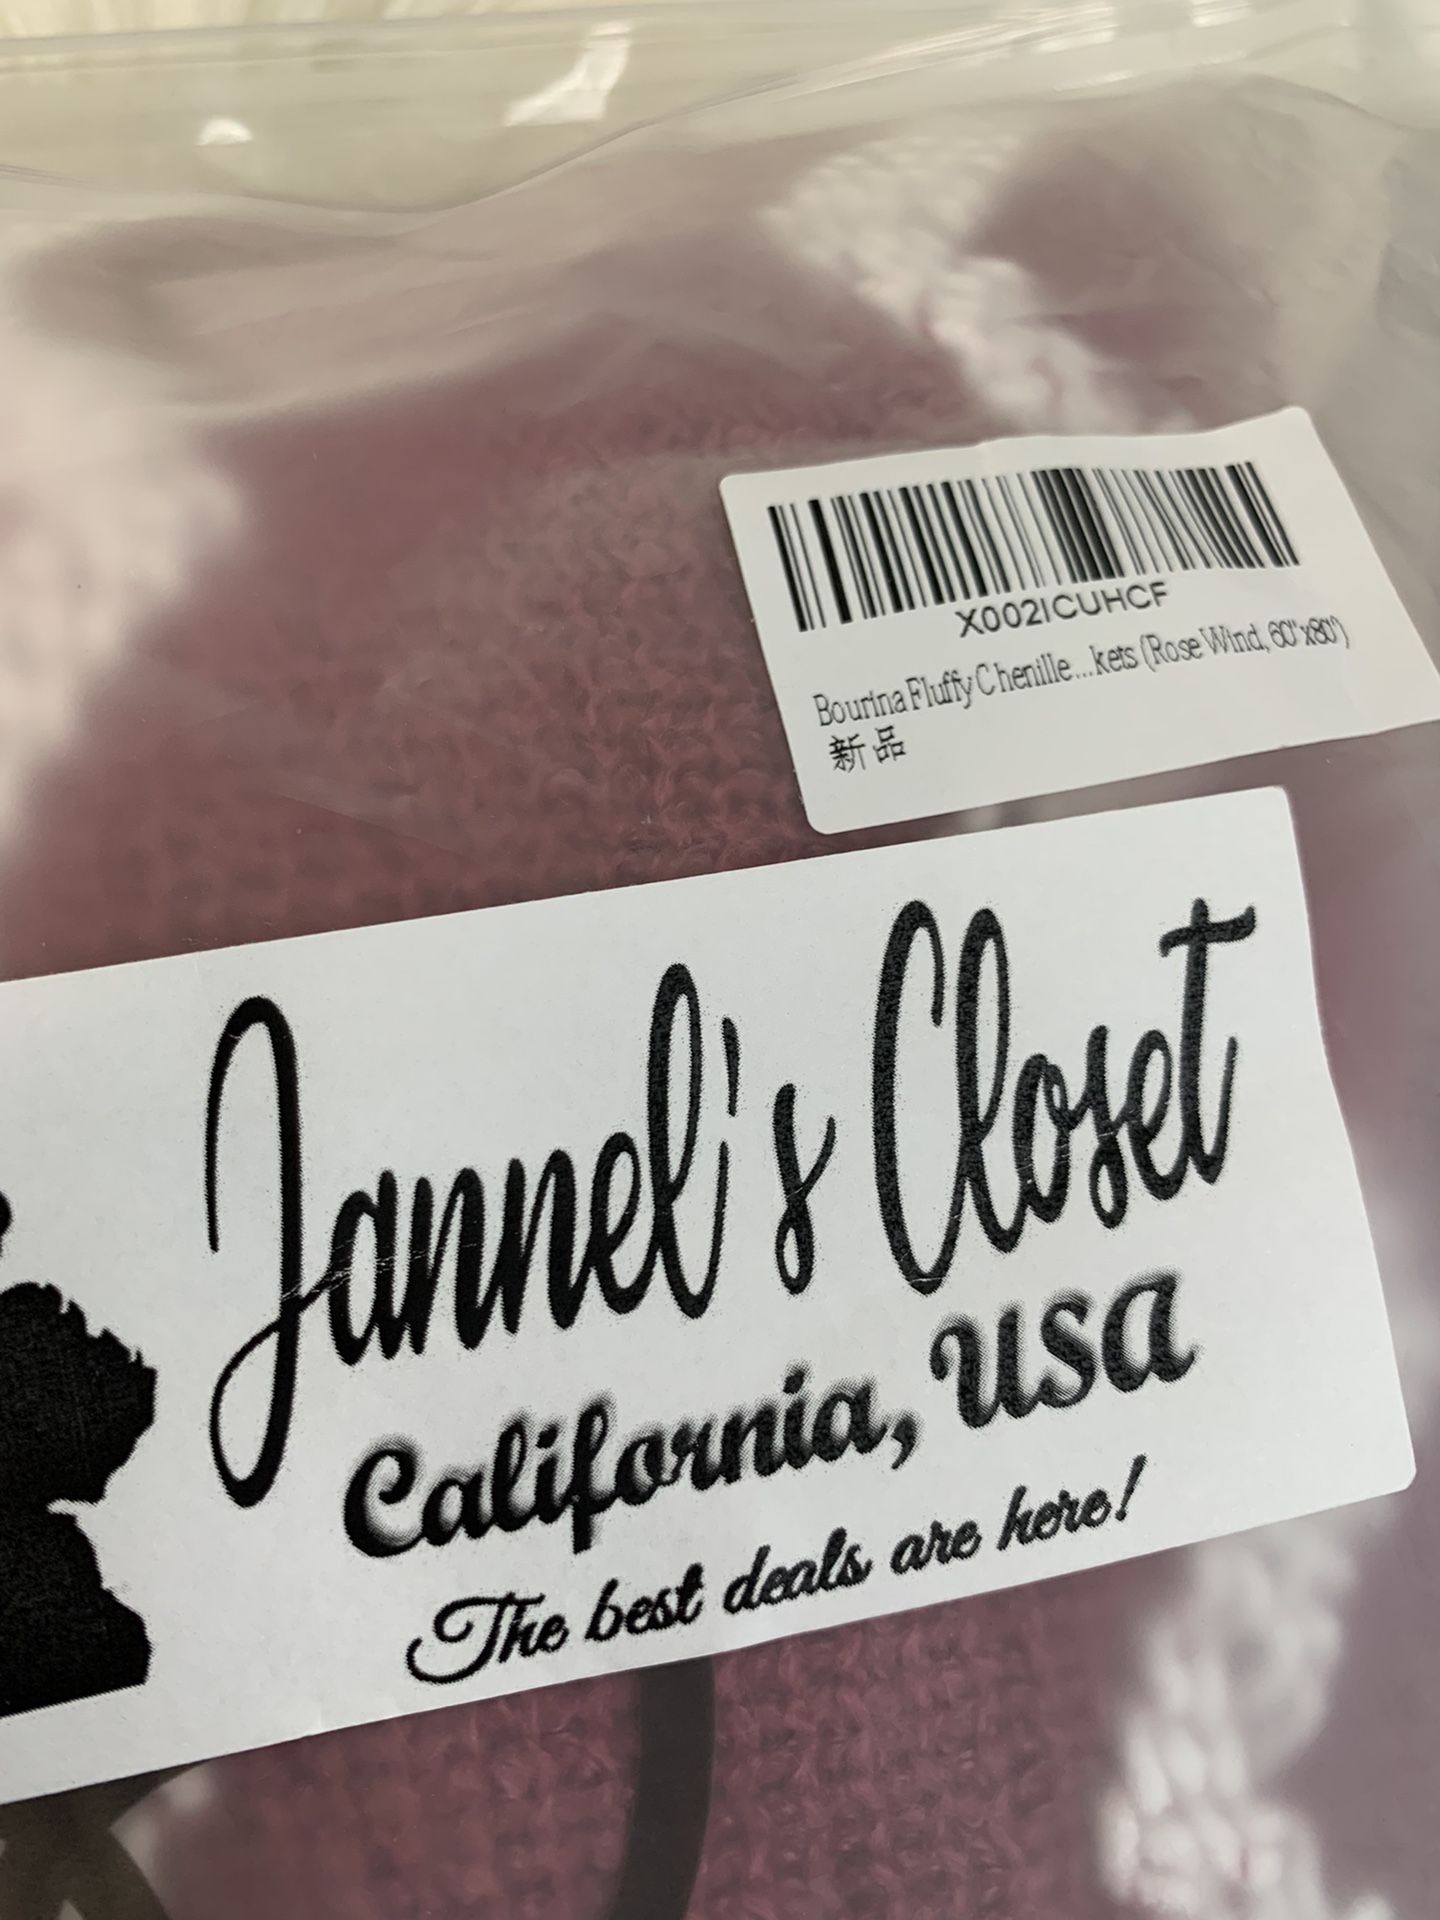 X002ICUHCF
Bourina Fluffy Chenille ... kets (Rose Wind, 60"x80")
新品
Jannel's Closet
California, USA
The best deals are here!